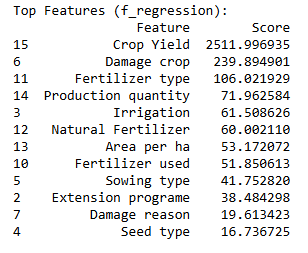 Top Features (f_regression):
Feature Score
15 Crop Yield 2511.996935
6 Damage crop 239.894901
11 Fertilizer type 106.021929
14 Production quantity 71.962584
3 Irrigation 61.508626
12 Natural Fertilizer 60.002110
13 Area per ha 53.172072
10 Fertilizer used 51.850613
5 Sowing type 41.752820
2 Extension programe 38.484298
7 Damage reason 19.613423
4 Seed type 16.736725